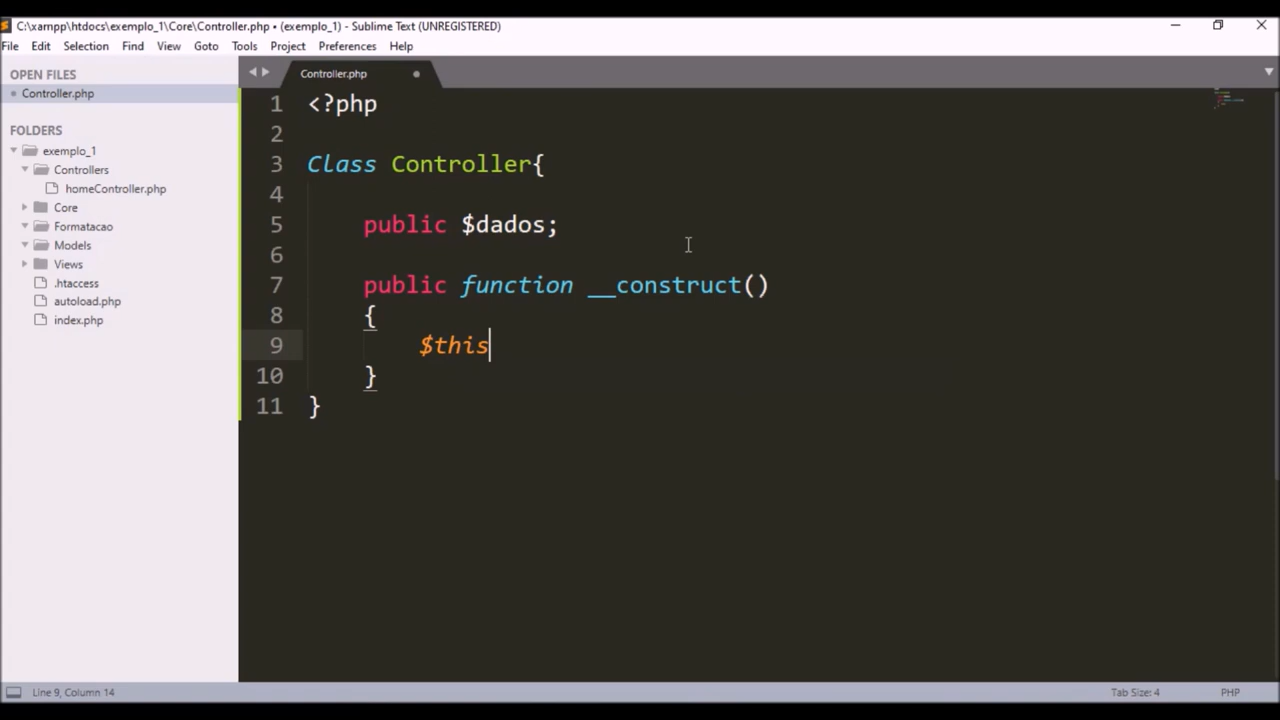 C:\xampp\htdocs\exemplo_1\Core\Controller.php • (exemplo_1) - Sublime Text (UNREGISTERED)
File Edit Selection Find View Goto Tools Project Preferences Help
OPEN FILES
Controller.php
FOLDERS
exemplo_1
Controllers
homeController.php
Core
Formatacao
Models
Views
.htaccess
autoload.php
index.php
Controller.php
1 <?php
2
3 Class Controller{
4
5 public $dados;
6
7 public function __construct()
8 {
9 $this
10 }
11 }
Line 9, Column 14
Tab Size: 4
PHP